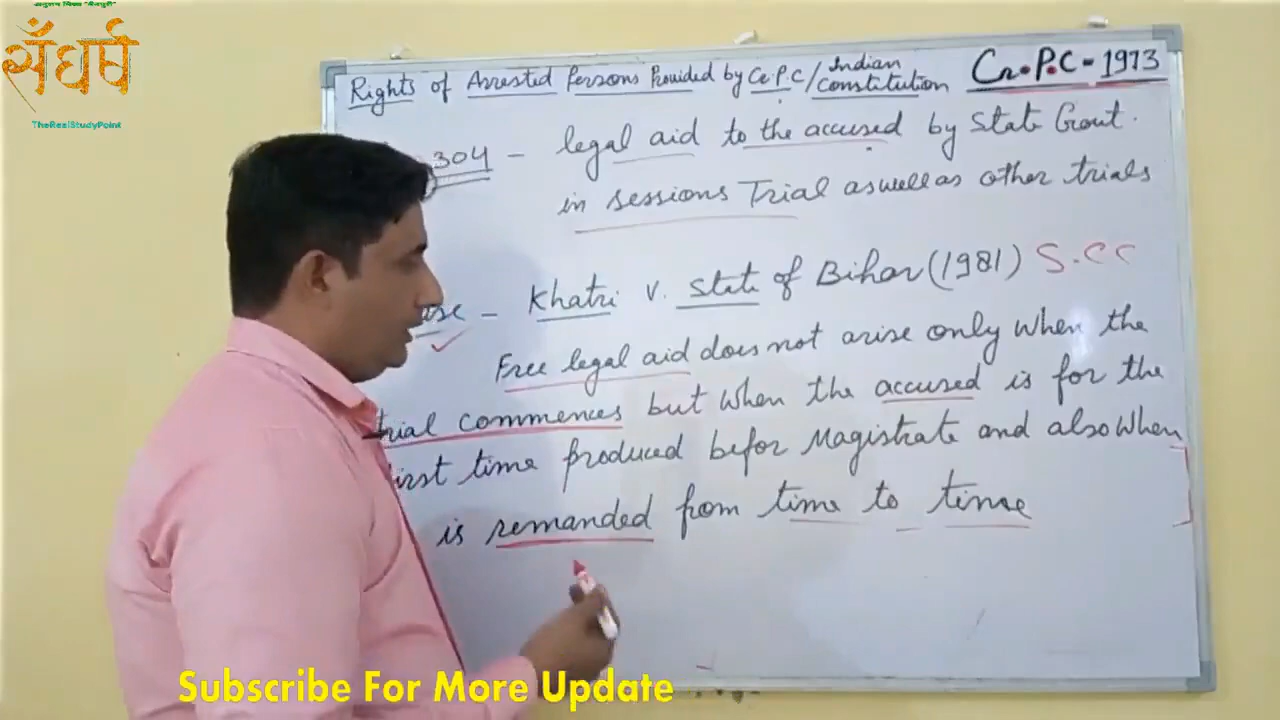 संघर्ष
TheRealStudyPoint
Rights of Arrested Persons Provided by Cr.P.C/Indian Constitution
Cr.P.C-1973
304 - legal aid to the accused by State Govt.
in sessions Trial aswell as other trials
Khatri v. State of Bihar (1981) S.CC
Free legal aid does not arise only when the
trial commences but when the accused is for the
first time produced befor Magistrate and also when
is remanded from time to time
Subscribe For More Update